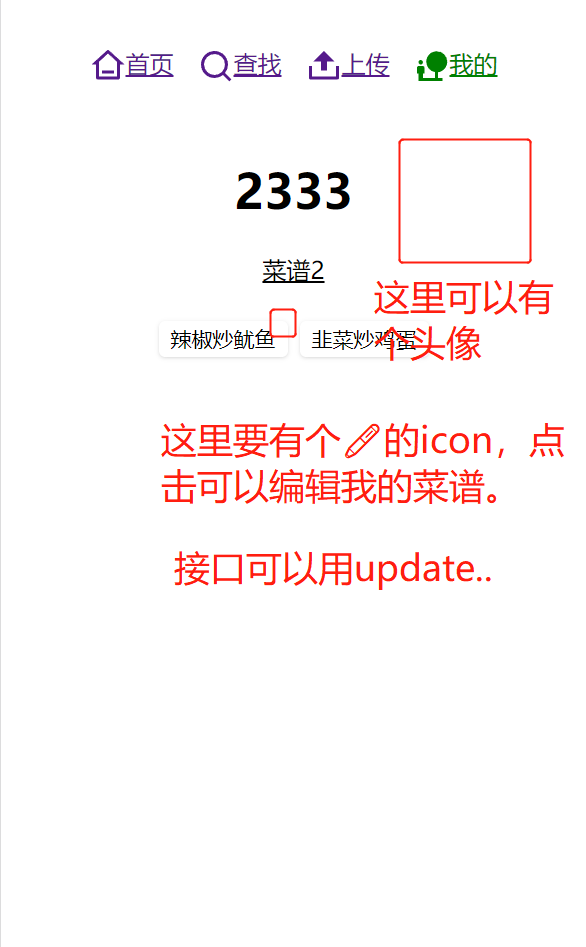 首页 查找 上传 我的
2333
菜谱2
这里可以有
个头像
辣椒炒鱿鱼 韭菜炒鸡蛋
这里要有个的icon，点
击可以编辑我的菜谱。
接口可以用update..